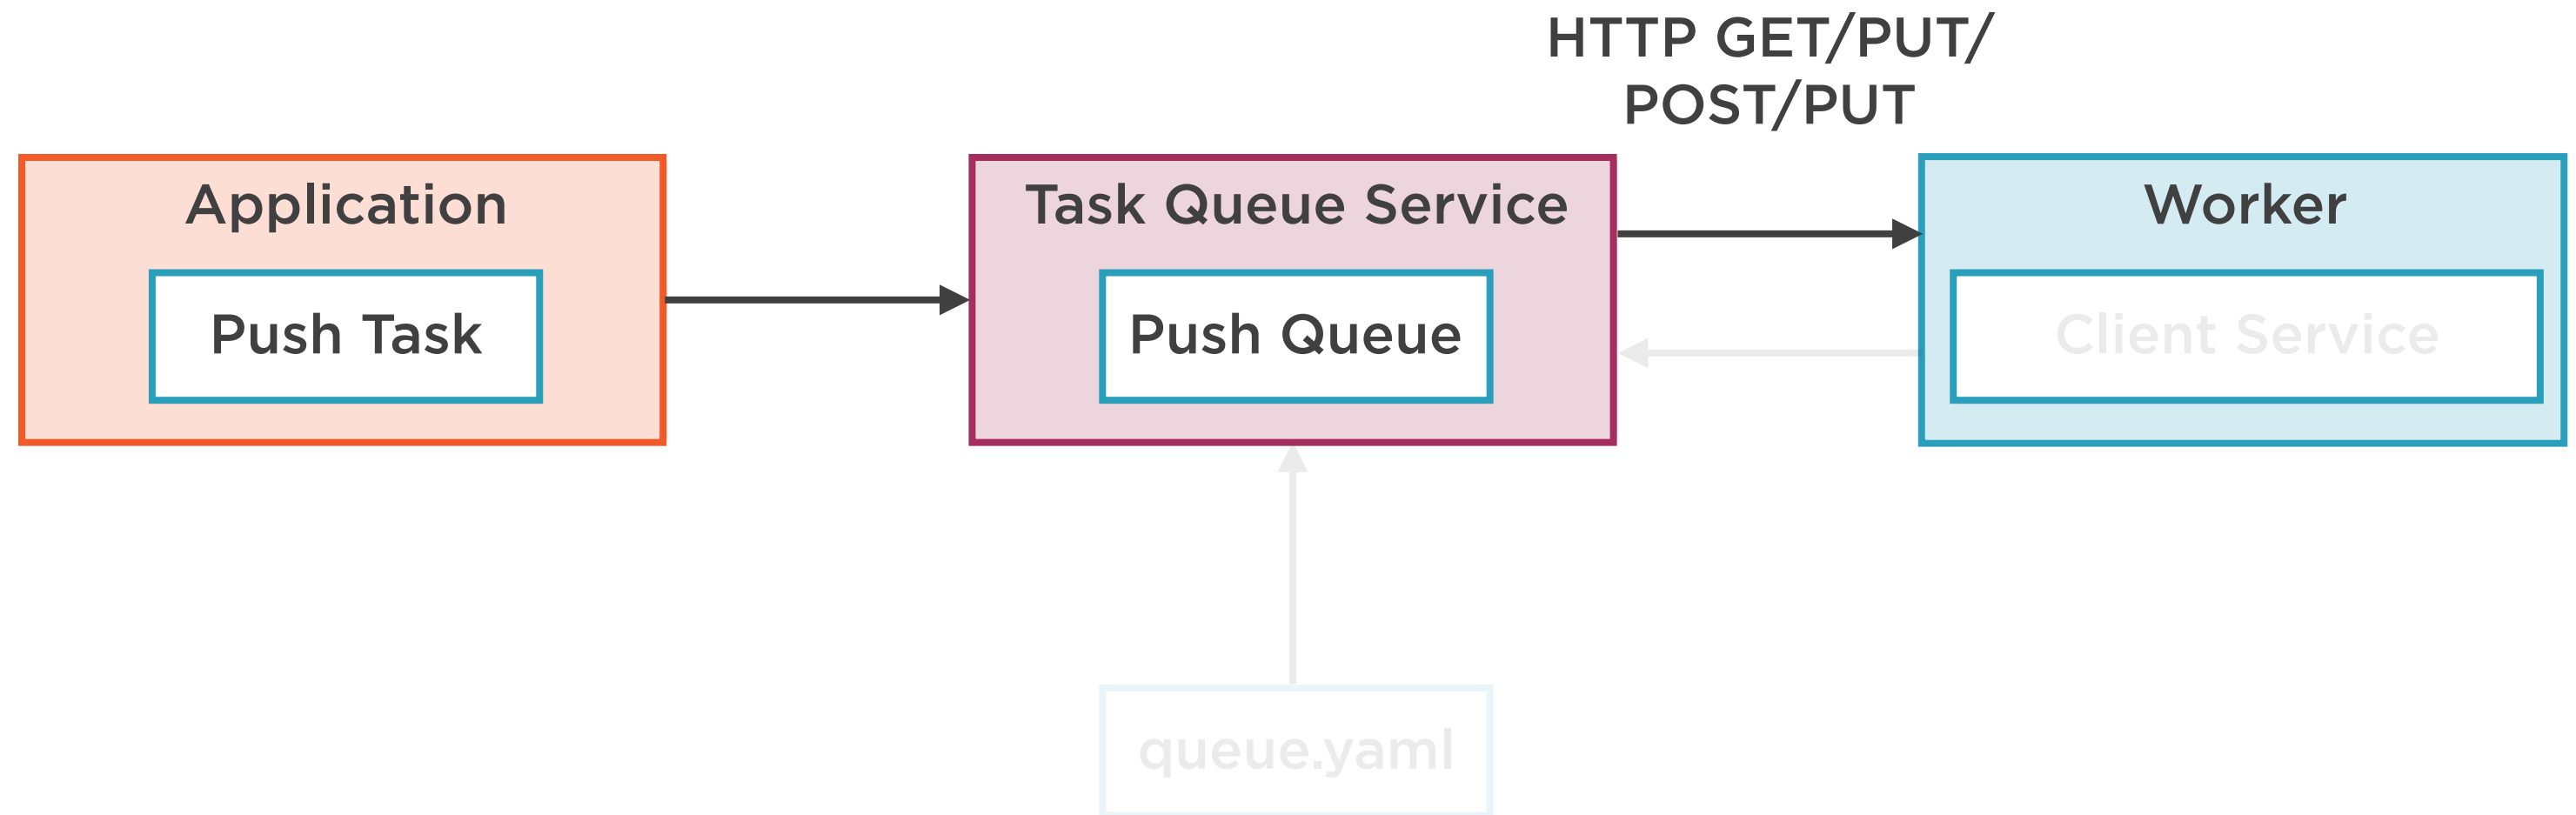 HTTP GET/PUT/
POST/PUT
Application
Task Queue Service
Worker
Push Task
Push Queue
Client Service
queue.yaml